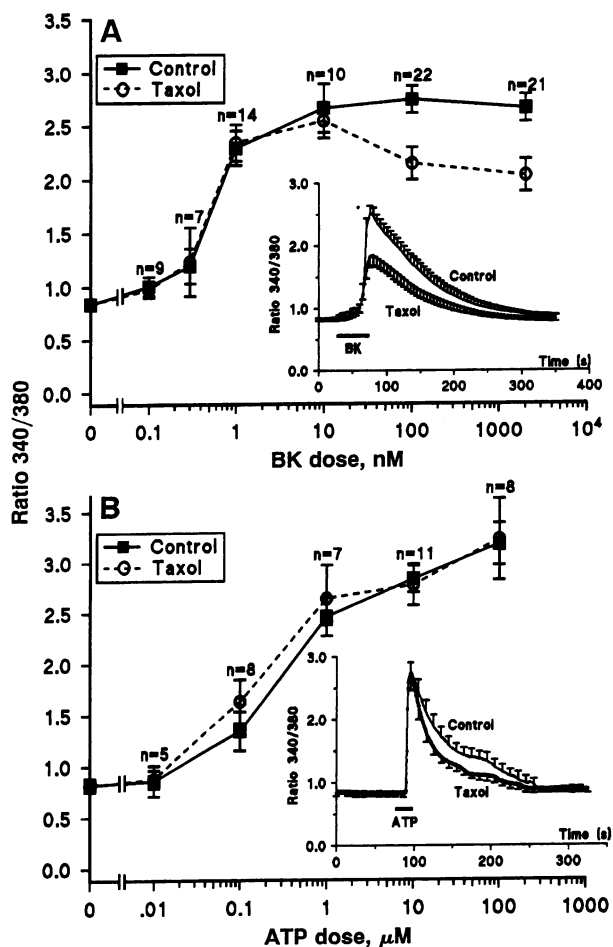 A
Control
Taxol
n=9
n=7
n=14
n=10
n=22
n=21
3.5
3.0
2.5
2.0
1.5
1.0
0.5
0.0
Ratio 340/380
3.0
2.0
1.0
0.0
Control
Taxol
BK
Time (s)
0 100 200 300 400
0 0.1 1 10 100 1000 10⁴
BK dose, nM
Ratio 340/380
B
Control
Taxol
n=5
n=8
n=7
n=11
n=8
3.5
3.0
2.5
2.0
1.5
1.0
0.5
0.0
Ratio 340/380
3.0
2.0
1.0
0.0
Control
Taxol
ATP
Time (s)
0 100 200 300
0 .01 0.1 1 10 100 1000
ATP dose, μM